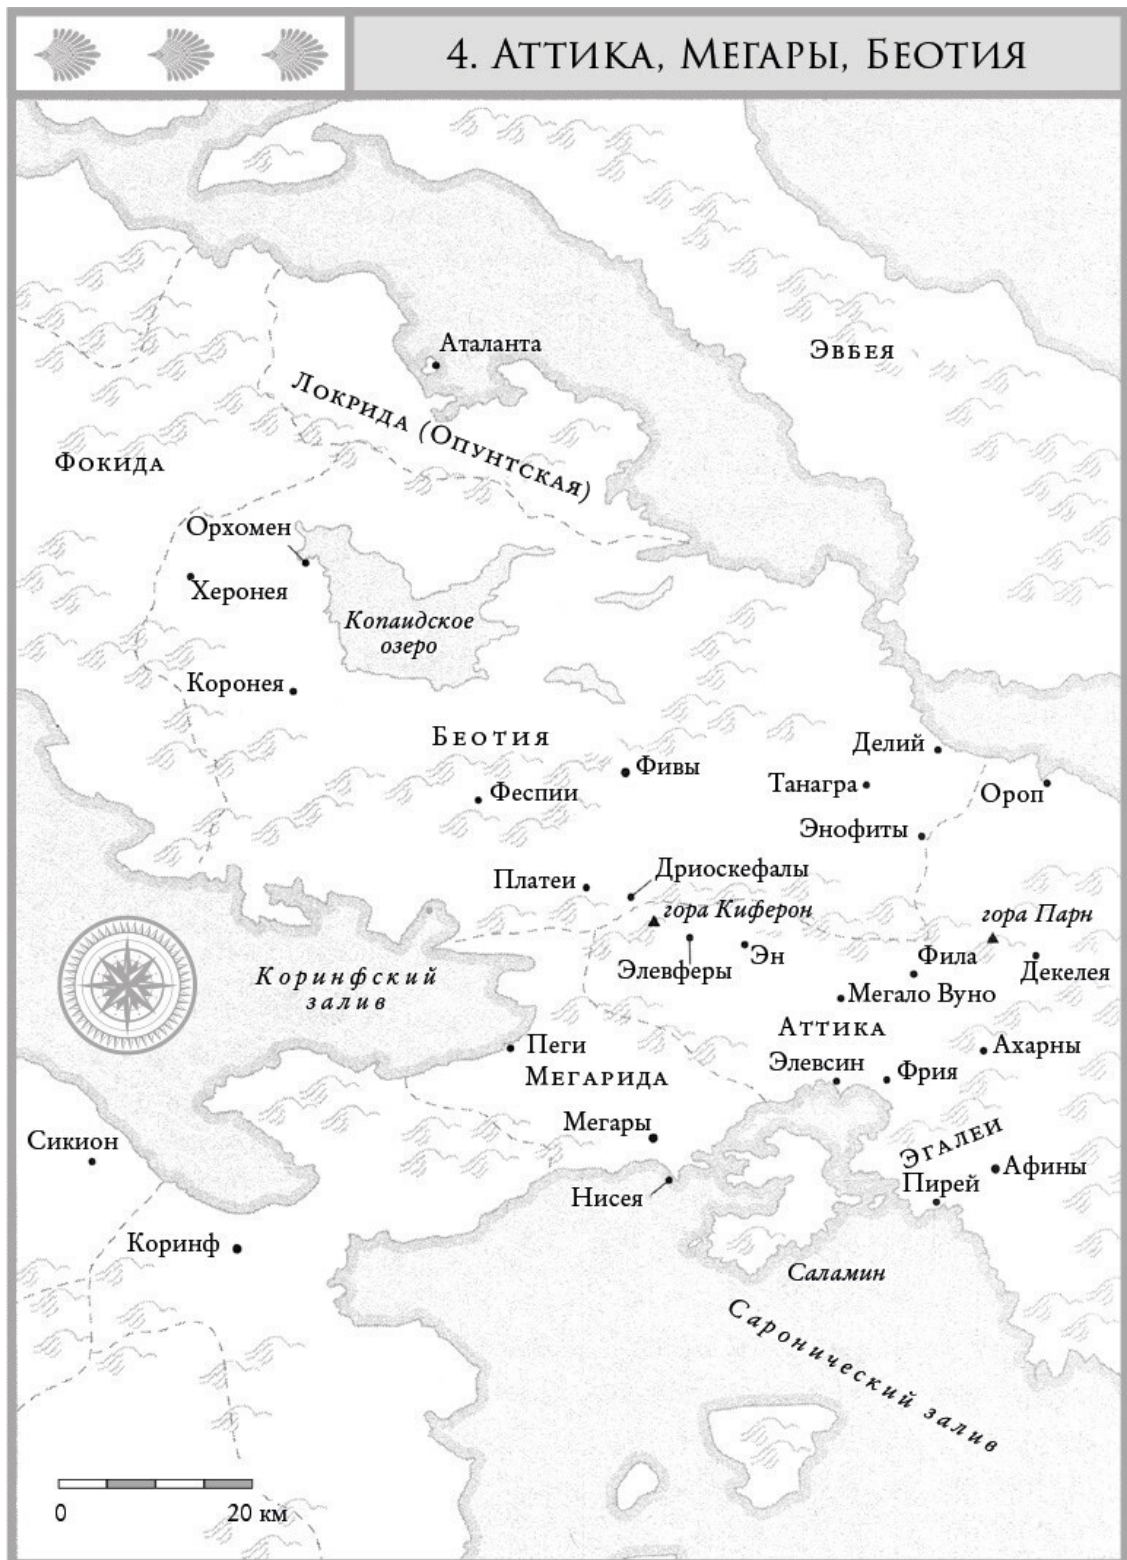 4. Аттика, Мегары, Беотия
Аталанта
Эвбея
Локрида (Опунтская)
Фокида
Орхомен
Херонея
Копаидское
озеро
Коронея
Беотия
Делий
Фивы
Танагра
Феспии
Ороп
Энофиты
Дриоскефалы
Платеи
гора Киферон
гора Парн
Эн
Фила
Элевферы
Декелея
Коринфский
залив
Мегало Вуно
Аттика
Пеги
Ахарны
Элевсин
Фрия
Мегарида
Мегары
Сикион
Эгалеи
Афины
Пирей
Нисея
Коринф
Саламин
Саронический залив
0 20 км